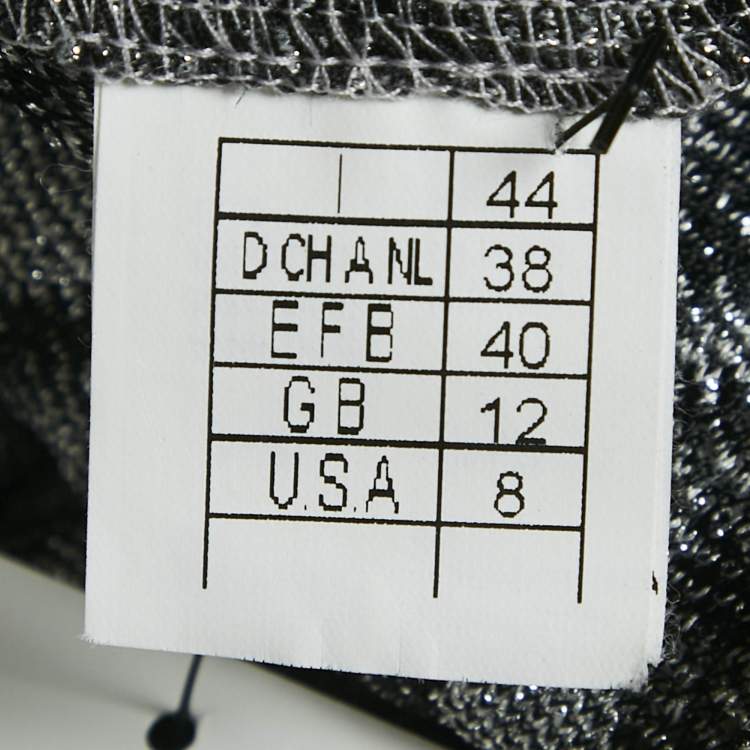 I 44
D CH A NL 38
E F B 40
G B 12
U.S.A 8